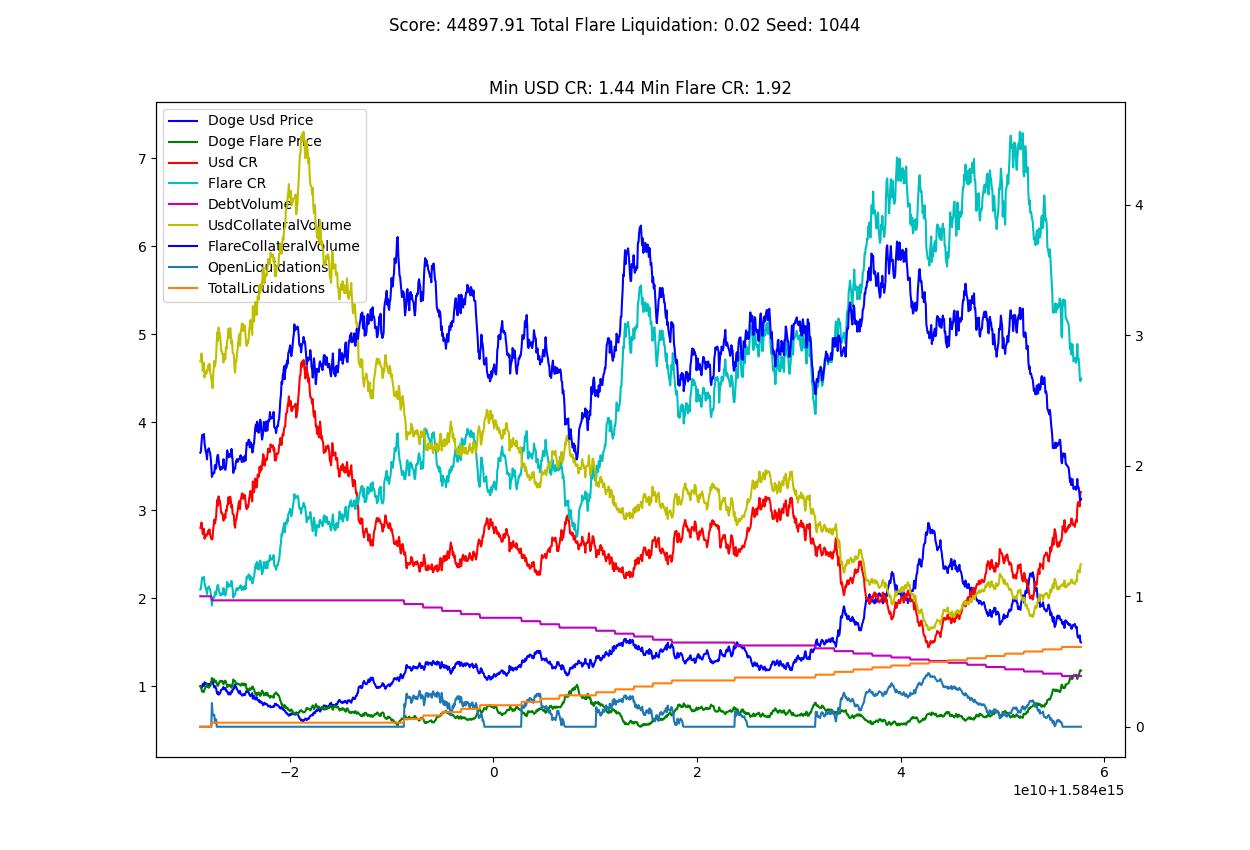 Score: 44897.91 Total Flare Liquidation: 0.02 Seed: 1044
Min USD CR: 1.44 Min Flare CR: 1.92
Doge Usd Price
Doge Flare Price
Usd CR
Flare CR
DebtVolume
UsdCollateralVolume
FlareCollateralVolume
OpenLiquidations
TotalLiquidations
7
6
5
4
3
2
1
4
3
2
1
0
−2
0
2
4
6
1e10+1.584e15